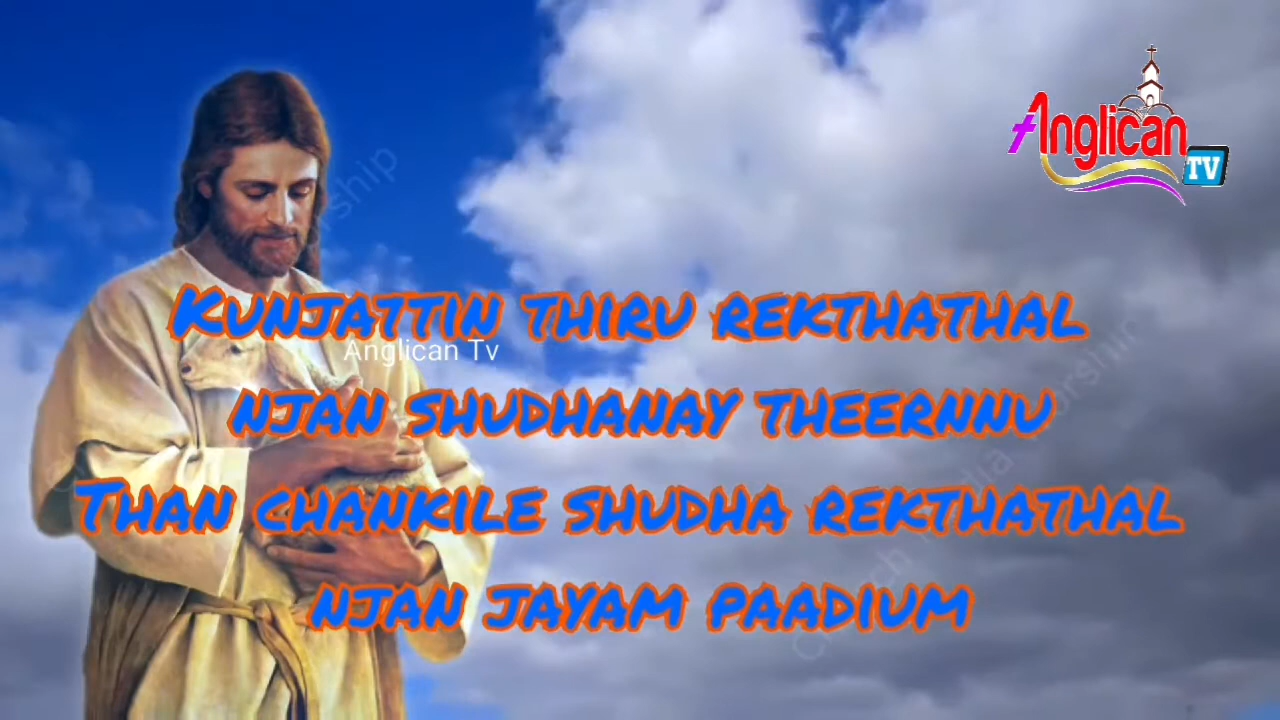 Anglican
TV
KUNJATTIN THIRU REKTHATHAL
Anglican Tv
NJAN SHUDHANAY THEERNNU
THAN CHANKILE SHUDHA REKTHATHAL
NJAN JAYAM PAADIUM